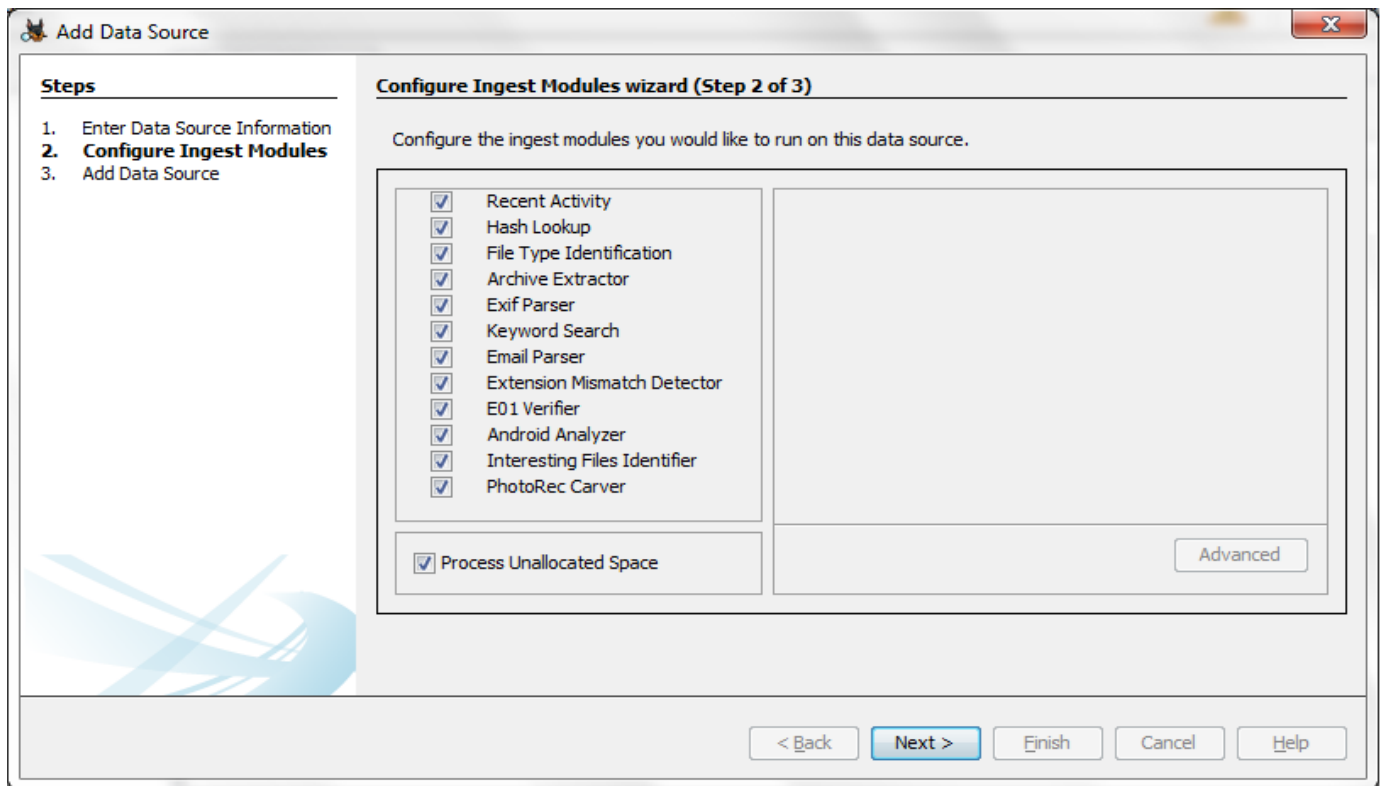 Add Data Source
Steps
1. Enter Data Source Information
2. Configure Ingest Modules
3. Add Data Source
Configure Ingest Modules wizard (Step 2 of 3)
Configure the ingest modules you would like to run on this data source.
Recent Activity
Hash Lookup
File Type Identification
Archive Extractor
Exif Parser
Keyword Search
Email Parser
Extension Mismatch Detector
E01 Verifier
Android Analyzer
Interesting Files Identifier
PhotoRec Carver
Process Unallocated Space
Advanced
< Back Next > Finish Cancel Help